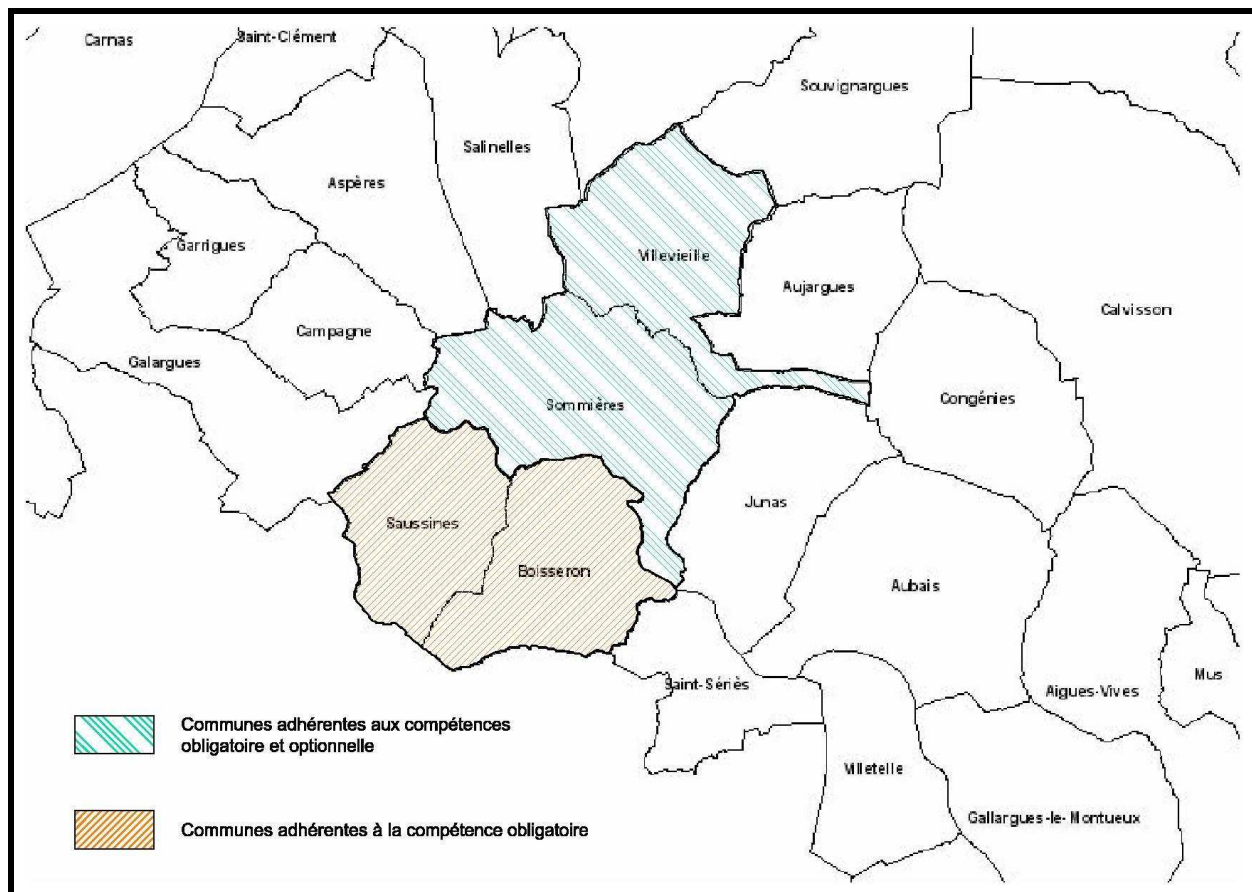 Carnas
Saint-Clément
Souvignargues
Salinelles
Aspères
Garrigues
Villevieille
Aujargues
Calvisson
Campagne
Galargues
Sommières
Congénies
Junas
Saussines
Boisseron
Aubais
Saint-Sériès
Aigues-Vives
Mus
Villetelle
Gallargues-le-Montueux
Communes adhérentes aux compétences
obligatoire et optionnelle
Communes adhérentes à la compétence obligatoire